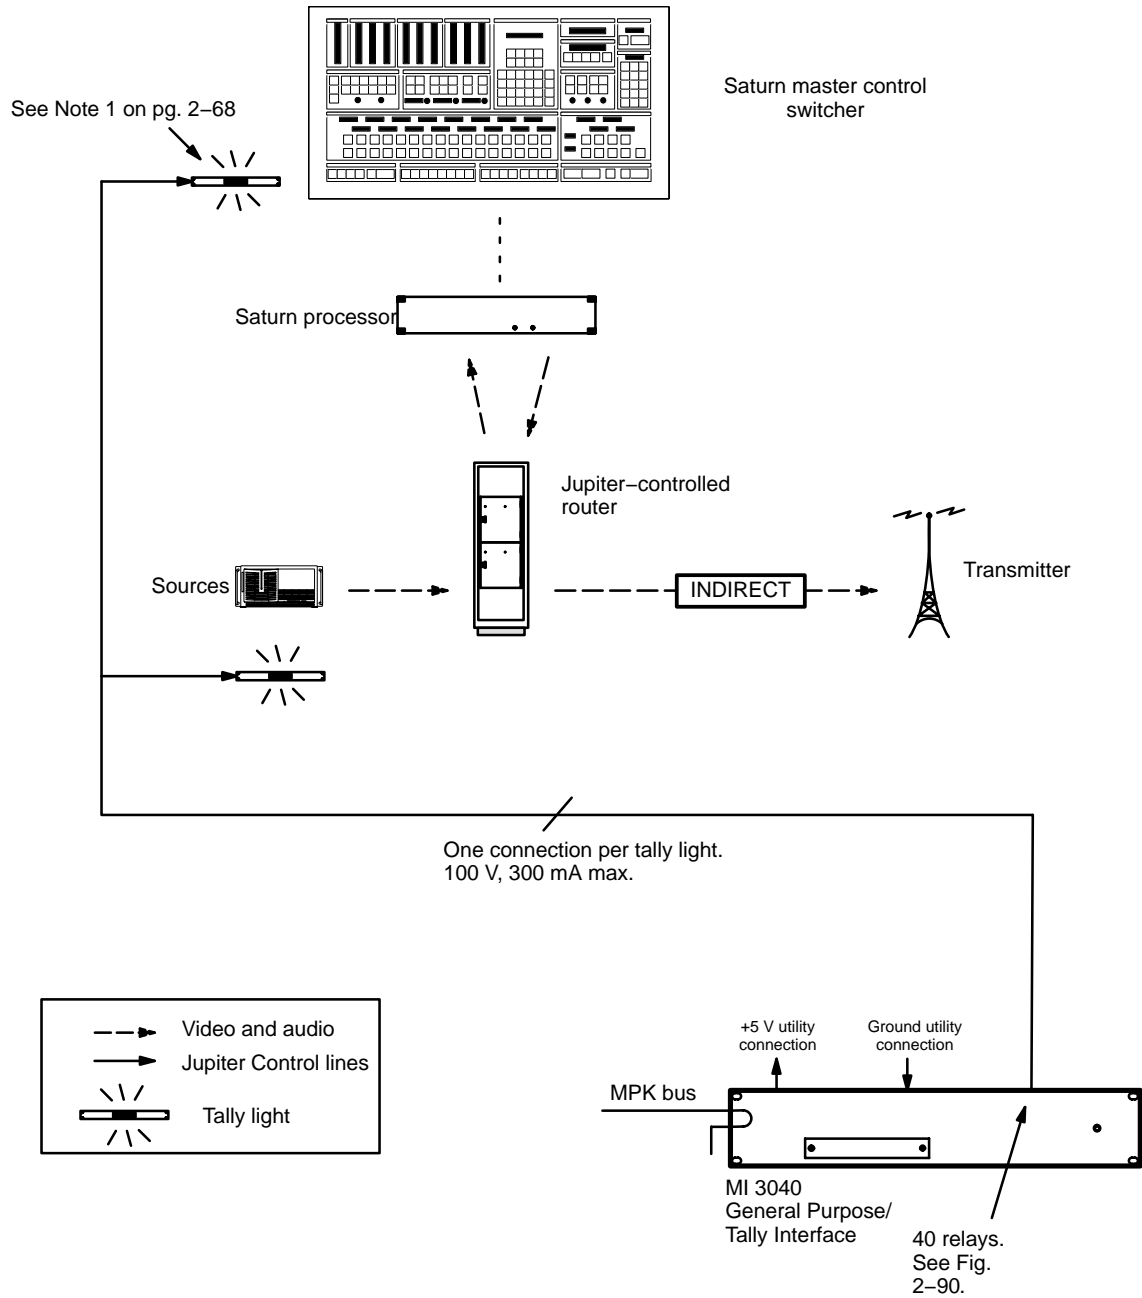 Saturn master control
switcher
See Note 1 on pg. 2–68
Saturn processor
Jupiter–controlled
router
Sources
INDIRECT
Transmitter
One connection per tally light.
100 V, 300 mA max.
Video and audio
Jupiter Control lines
Tally light
+5 V utility
connection
Ground utility
connection
MPK bus
MI 3040
General Purpose/
Tally Interface
40 relays.
See Fig.
2–90.